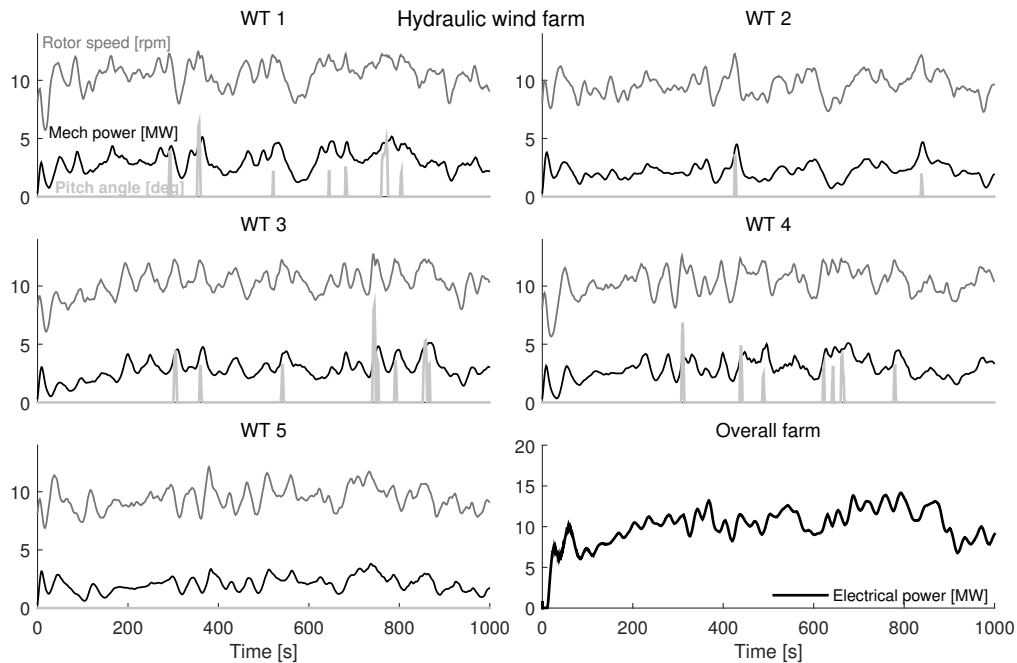 Hydraulic wind farm
WT 1
WT 2
Rotor speed [rpm]
10
5
0
Mech power [MW]
Pitch angle [deg]
10
5
0
WT 3
WT 4
10
5
0
10
5
0
WT 5
Overall farm
10
5
0
0 200 400 600 800 1000
Time [s]
20
15
10
5
0
Electrical power [MW]
0 200 400 600 800 1000
Time [s]